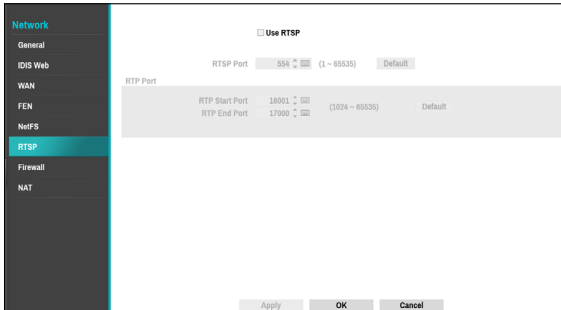 Network
General
IDIS Web
WAN
FEN
NetFS
RTSP
Firewall
NAT
Use RTSP
RTSP Port 554 (1 ~ 65535) Default
RTP Port
RTP Start Port 16001
RTP End Port 17000
(1024 ~ 65535) Default
Apply OK Cancel